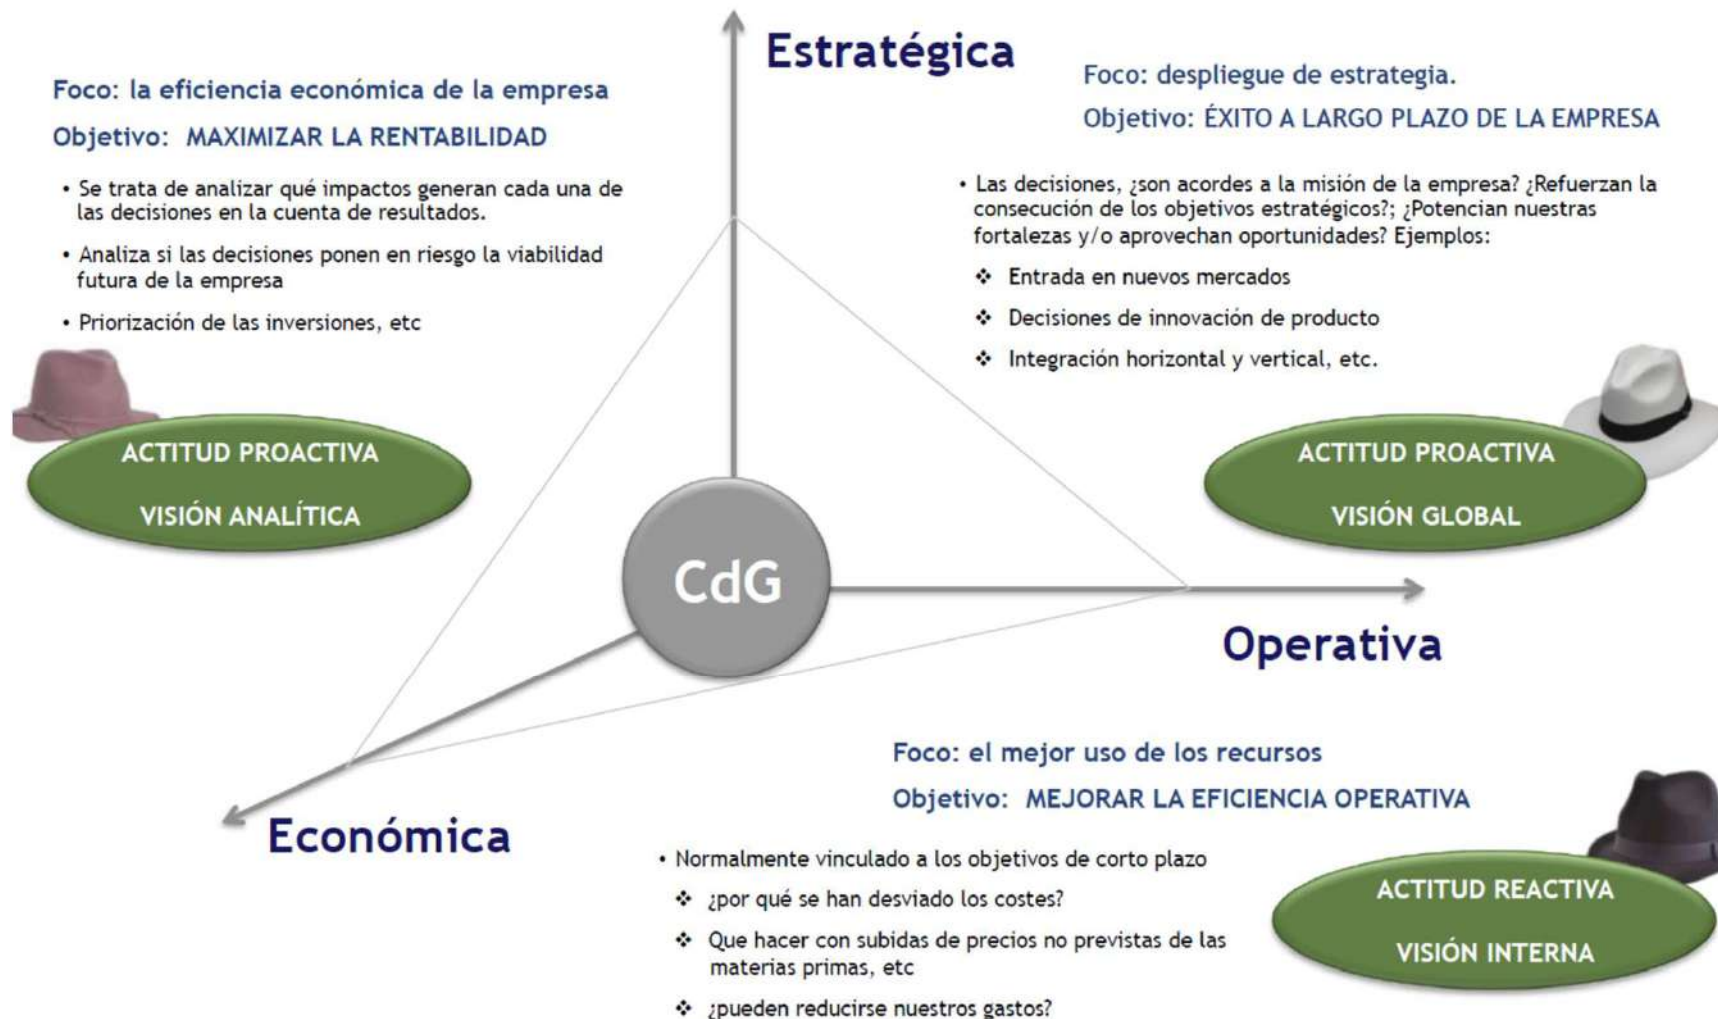 Estratégica
Foco: la eficiencia económica de la empresa
Objetivo: MAXIMIZAR LA RENTABILIDAD
• Se trata de analizar qué impactos generan cada una de
las decisiones en la cuenta de resultados.
• Analiza si las decisiones ponen en riesgo la viabilidad
futura de la empresa
• Priorización de las inversiones, etc
ACTITUD PROACTIVA
VISIÓN ANALÍTICA
Foco: despliegue de estrategia.
Objetivo: ÉXITO A LARGO PLAZO DE LA EMPRESA
• Las decisiones, ¿son acordes a la misión de la empresa? ¿Refuerzan la
consecución de los objetivos estratégicos?; ¿Potencian nuestras
fortalezas y/o aprovechan oportunidades? Ejemplos:
❖ Entrada en nuevos mercados
❖ Decisiones de innovación de producto
❖ Integración horizontal y vertical, etc.
ACTITUD PROACTIVA
VISIÓN GLOBAL
CdG
Operativa
Económica
Foco: el mejor uso de los recursos
Objetivo: MEJORAR LA EFICIENCIA OPERATIVA
• Normalmente vinculado a los objetivos de corto plazo
❖ ¿por qué se han desviado los costes?
❖ Que hacer con subidas de precios no previstas de las
materias primas, etc
❖ ¿pueden reducirse nuestros gastos?
ACTITUD REACTIVA
VISIÓN INTERNA